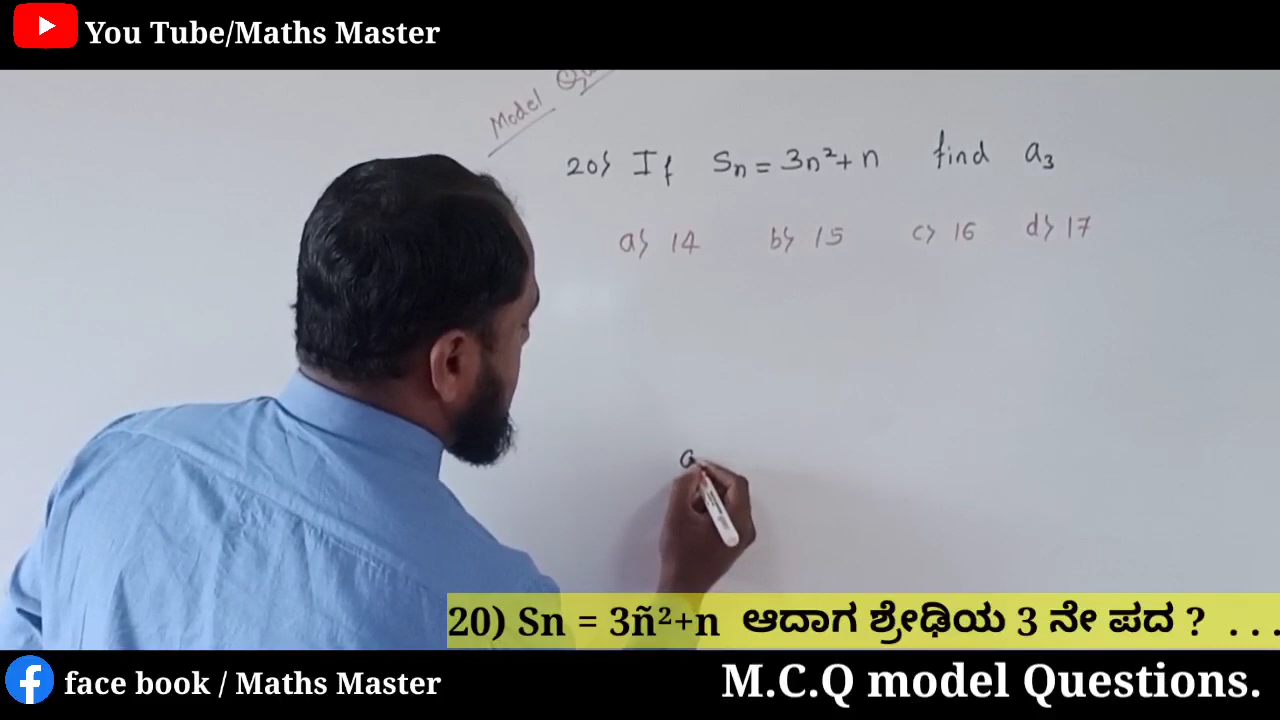 You Tube/Maths Master
Model
20) If Sn = 3n²+ n find a₃
a) 14 b) 15 c) 16 d) 17
a
20) Sn = 3ñ²+n ಆದಾಗ ಶ್ರೇಢಿಯ 3 ನೇ ಪದ ? . . .
face book / Maths Master
M.C.Q model Questions.